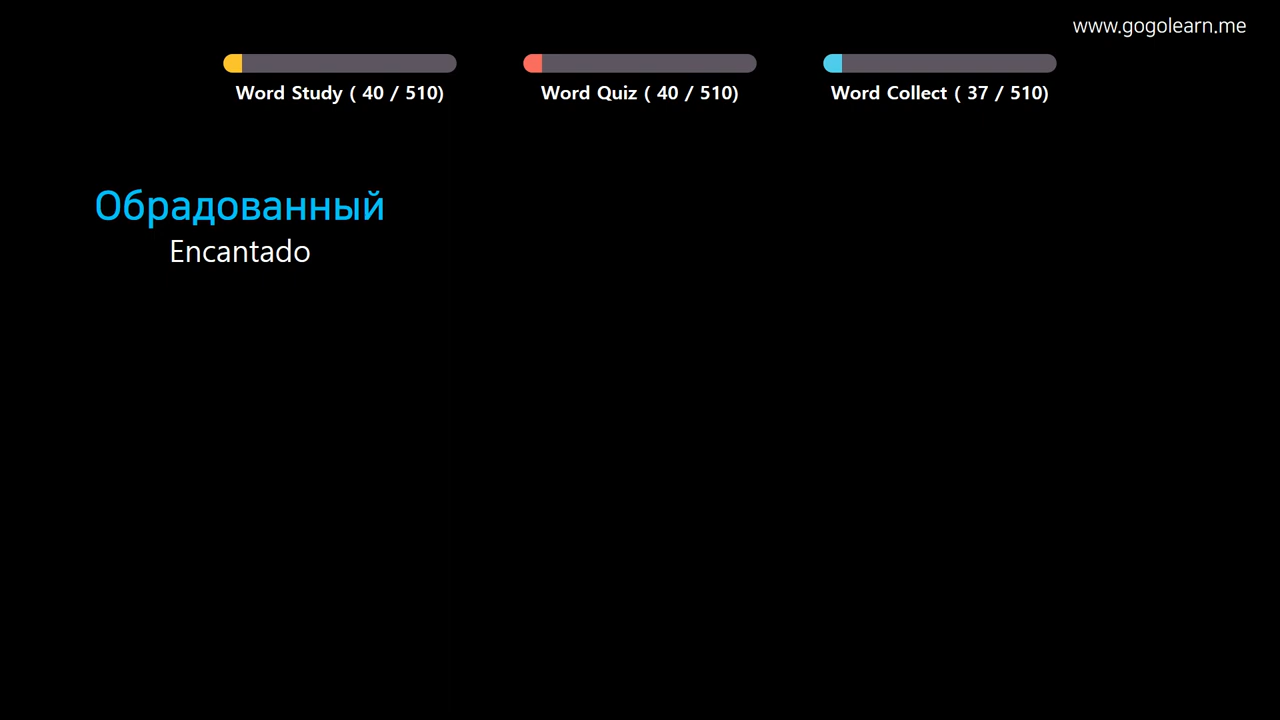 www.gogolearn.me
Word Study ( 40 / 510)
Word Quiz ( 40 / 510)
Word Collect ( 37 / 510)
Обрадованный
Encantado